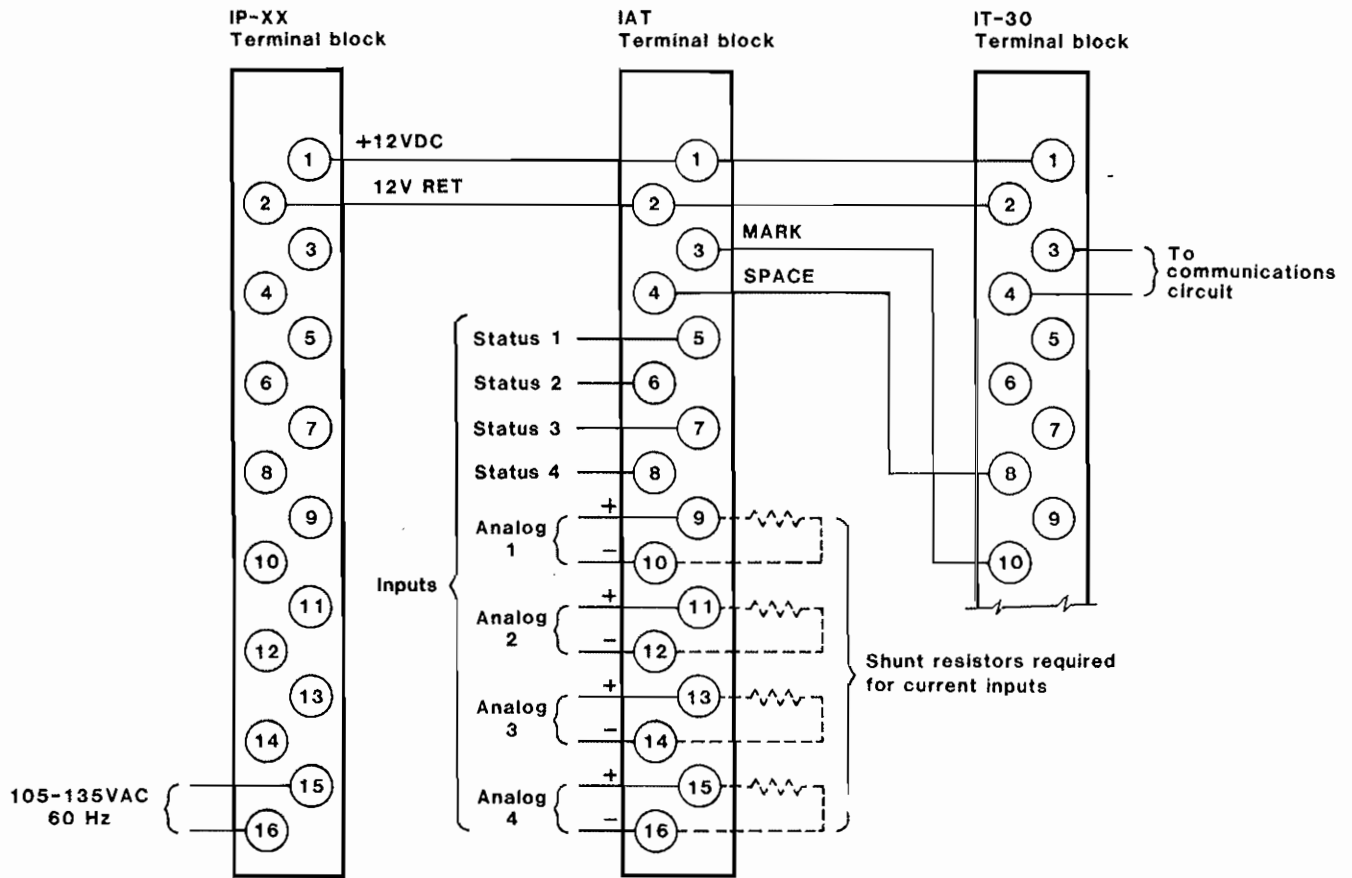 IP-XX
Terminal block
IAT
Terminal block
IT-30
Terminal block
+12VDC
12V RET
MARK
SPACE
To
communications
circuit
1
2
3
4
5
6
7
8
9
10
11
12
13
14
15
16
105-135VAC
60 Hz
Inputs
Status 1
Status 2
Status 3
Status 4
Analog
1
+
-
Analog
2
+
-
Analog
3
+
-
Analog
4
+
-
1
2
3
4
5
6
7
8
9
10
11
12
13
14
15
16
Shunt resistors required
for current inputs
1
2
3
4
5
6
7
8
9
10